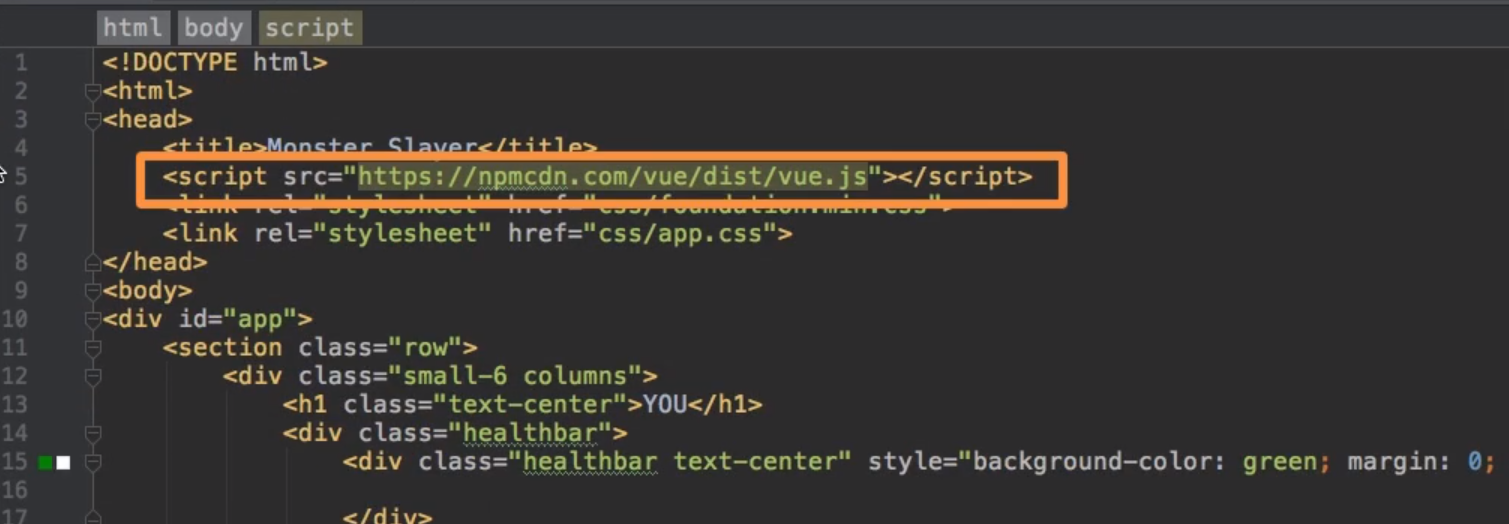 html body script
1 <!DOCTYPE html>
2 <html>
3 <head>
4 <title>Monster Slayer</title>
5 <script src="https://npmcdn.com/vue/dist/vue.js"></script>
6 <link rel="stylesheet" href="css/foundation.min.css">
7 <link rel="stylesheet" href="css/app.css">
8 </head>
9 <body>
10 <div id="app">
11 <section class="row">
12 <div class="small-6 columns">
13 <h1 class="text-center">YOU</h1>
14 <div class="healthbar">
15 <div class="healthbar text-center" style="background-color: green; margin: 0;
16
17 </div>